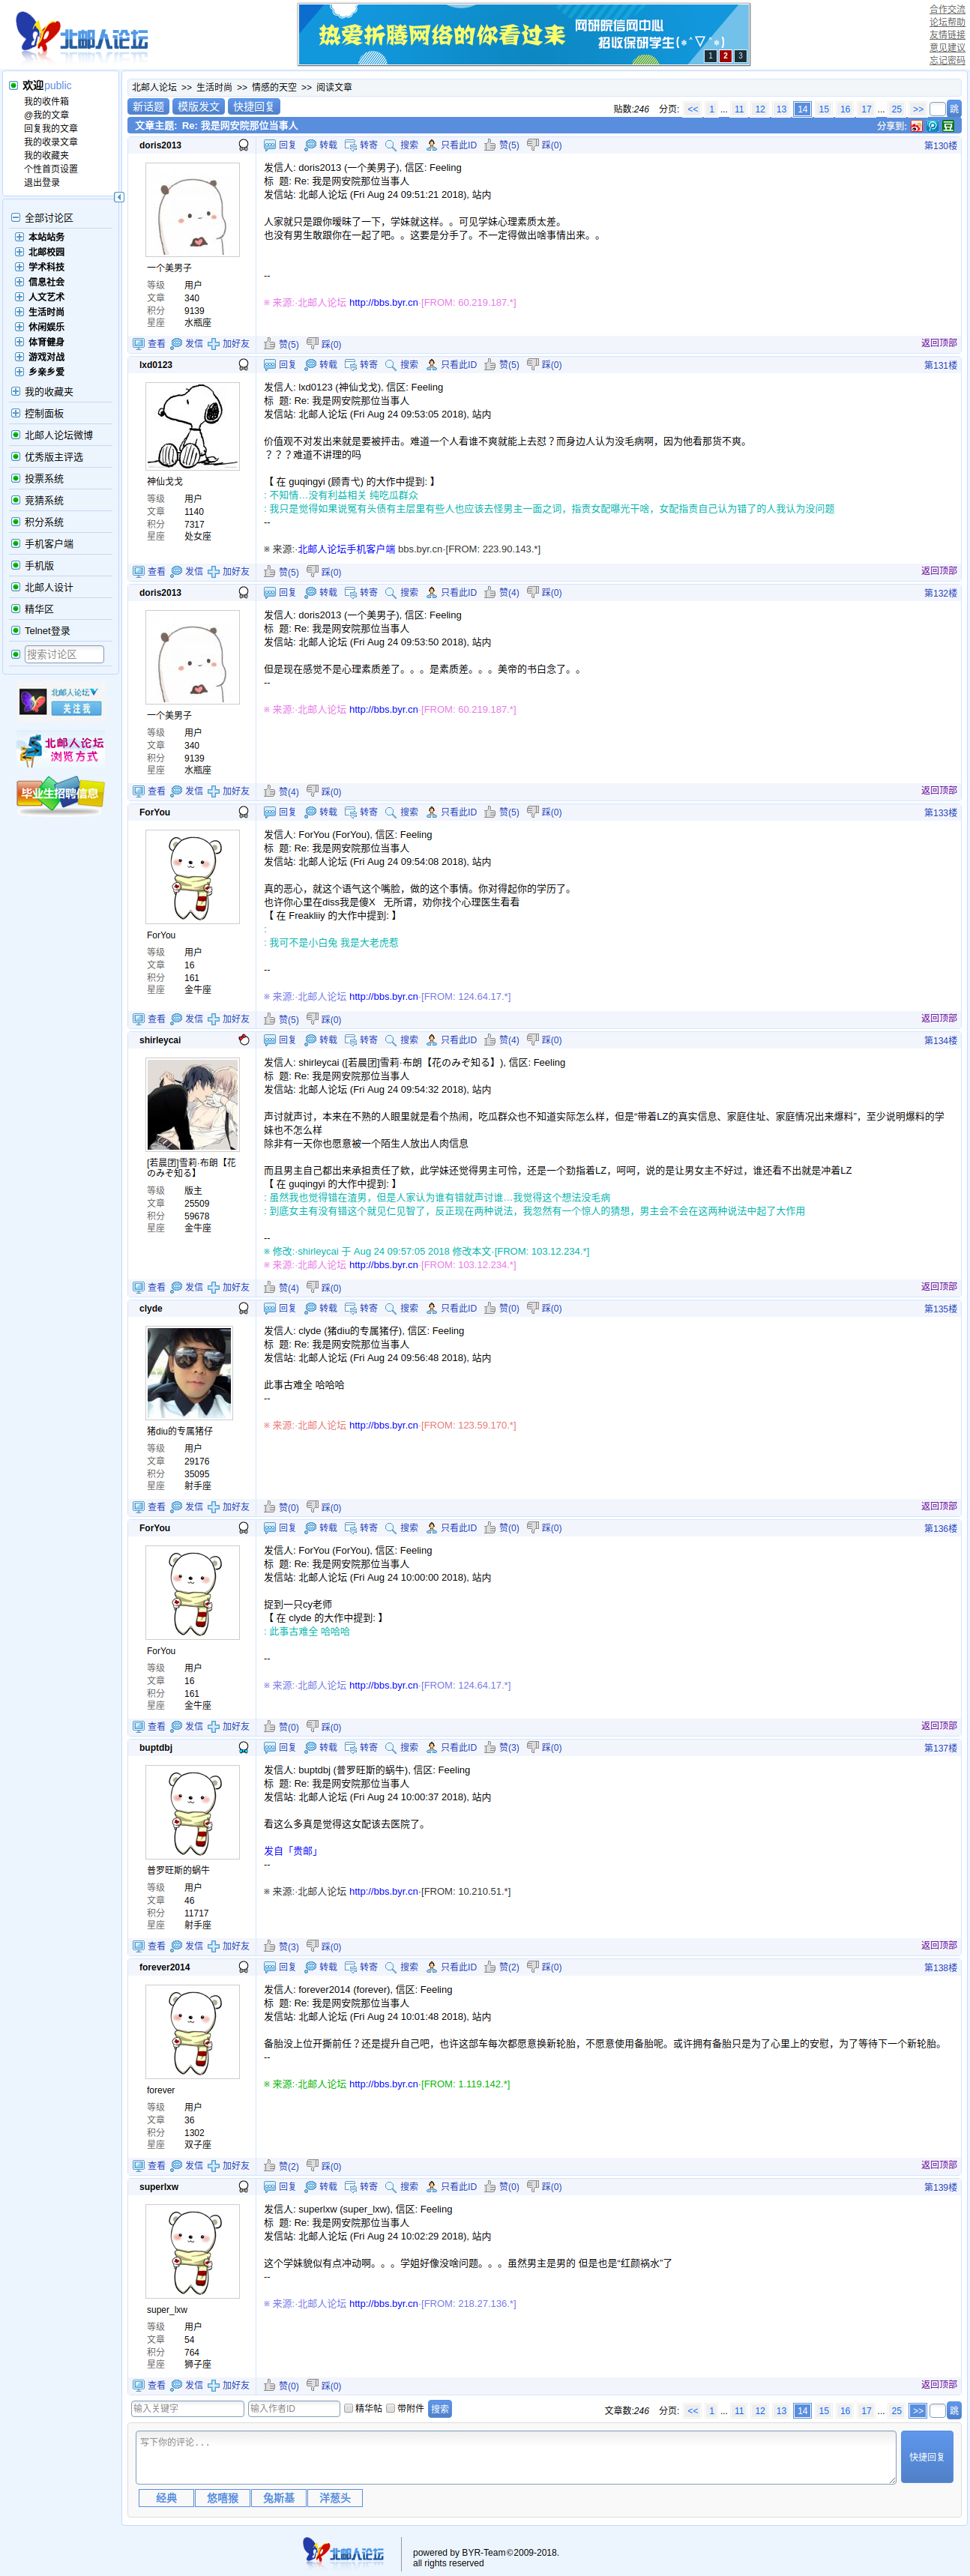 北邮人论坛
热爱折腾网络的你看过来
网研院信网中心
招收保研学生(*^▽^*)
1 2 3
合作交流
论坛帮助
友情链接
意见建议
忘记密码
欢迎public
我的收件箱
@我的文章
回复我的文章
我的收录文章
我的收藏夹
个性首页设置
退出登录
全部讨论区
本站站务
北邮校园
学术科技
信息社会
人文艺术
生活时尚
休闲娱乐
体育健身
游戏对战
乡亲乡爱
我的收藏夹
控制面板
北邮人论坛微博
优秀版主评选
投票系统
竞猜系统
积分系统
手机客户端
手机版
北邮人设计
精华区
Telnet登录
搜索讨论区
北邮人论坛
关注我
北邮人论坛
浏览方式
毕业生招聘信息
北邮人论坛 >> 生活时尚 >> 情感的天空 >> 阅读文章
新话题 模版发文 快捷回复
贴数:246 分页: << 1 ... 11 12 13 14 15 16 17 ... 25 >> 跳
文章主题: Re: 我是网安院那位当事人
分享到:
doris2013
回复 转载 转寄 搜索 只看此ID 赞(5) 踩(0) 第130楼
一个美男子
等级 用户
文章 340
积分 9139
星座 水瓶座
发信人: doris2013 (一个美男子), 信区: Feeling
标 题: Re: 我是网安院那位当事人
发信站: 北邮人论坛 (Fri Aug 24 09:51:21 2018), 站内
人家就只是跟你暧昧了一下，学妹就这样。。可见学妹心理素质太差。
也没有男生敢跟你在一起了吧。。这要是分手了。不一定得做出啥事情出来。。
--
※ 来源:·北邮人论坛 http://bbs.byr.cn·[FROM: 60.219.187.*]
查看 发信 加好友 赞(5) 踩(0) 返回顶部
lxd0123
回复 转载 转寄 搜索 只看此ID 赞(5) 踩(0) 第131楼
神仙戈戈
等级 用户
文章 1140
积分 7317
星座 处女座
发信人: lxd0123 (神仙戈戈), 信区: Feeling
标 题: Re: 我是网安院那位当事人
发信站: 北邮人论坛 (Fri Aug 24 09:53:05 2018), 站内
价值观不对发出来就是要被抨击。难道一个人看谁不爽就能上去怼？而身边人认为没毛病啊，因为他看那货不爽。
？？？难道不讲理的吗
【 在 guqingyi (顾青弋) 的大作中提到: 】
: 不知情…没有利益相关 纯吃瓜群众
: 我只是觉得如果说冤有头债有主层里有些人也应该去怪男主一面之词，指责女配曝光干啥，女配指责自己认为错了的人我认为没问题
--
※ 来源:·北邮人论坛手机客户端 bbs.byr.cn·[FROM: 223.90.143.*]
查看 发信 加好友 赞(5) 踩(0) 返回顶部
doris2013
回复 转载 转寄 搜索 只看此ID 赞(4) 踩(0) 第132楼
一个美男子
等级 用户
文章 340
积分 9139
星座 水瓶座
发信人: doris2013 (一个美男子), 信区: Feeling
标 题: Re: 我是网安院那位当事人
发信站: 北邮人论坛 (Fri Aug 24 09:53:50 2018), 站内
但是现在感觉不是心理素质差了。。。是素质差。。。美帝的书白念了。。
--
※ 来源:·北邮人论坛 http://bbs.byr.cn·[FROM: 60.219.187.*]
查看 发信 加好友 赞(4) 踩(0) 返回顶部
ForYou
回复 转载 转寄 搜索 只看此ID 赞(5) 踩(0) 第133楼
ForYou
等级 用户
文章 16
积分 161
星座 金牛座
发信人: ForYou (ForYou), 信区: Feeling
标 题: Re: 我是网安院那位当事人
发信站: 北邮人论坛 (Fri Aug 24 09:54:08 2018), 站内
真的恶心，就这个语气这个嘴脸，做的这个事情。你对得起你的学历了。
也许你心里在diss我是傻X 无所谓，劝你找个心理医生看看
【 在 Freakliiy 的大作中提到: 】
:
: 我可不是小白兔 我是大老虎惹
--
※ 来源:·北邮人论坛 http://bbs.byr.cn·[FROM: 124.64.17.*]
查看 发信 加好友 赞(5) 踩(0) 返回顶部
shirleycai
回复 转载 转寄 搜索 只看此ID 赞(4) 踩(0) 第134楼
[若晨团]雪莉·布朗【花のみぞ知る】
等级 版主
文章 25509
积分 59678
星座 金牛座
发信人: shirleycai ([若晨团]雪莉·布朗【花のみぞ知る】), 信区: Feeling
标 题: Re: 我是网安院那位当事人
发信站: 北邮人论坛 (Fri Aug 24 09:54:32 2018), 站内
声讨就声讨，本来在不熟的人眼里就是看个热闹，吃瓜群众也不知道实际怎么样，但是“带着LZ的真实信息、家庭住址、家庭情况出来爆料”，至少说明爆料的学
妹也不怎么样
除非有一天你也愿意被一个陌生人放出人肉信息
而且男主自己都出来承担责任了欸，此学妹还觉得男主可怜，还是一个劲指着LZ，呵呵，说的是让男女主不好过，谁还看不出就是冲着LZ
【 在 guqingyi 的大作中提到: 】
: 虽然我也觉得错在渣男，但是人家认为谁有错就声讨谁…我觉得这个想法没毛病
: 到底女主有没有错这个就见仁见智了，反正现在两种说法，我忽然有一个惊人的猜想，男主会不会在这两种说法中起了大作用
--
※ 修改:·shirleycai 于 Aug 24 09:57:05 2018 修改本文·[FROM: 103.12.234.*]
※ 来源:·北邮人论坛 http://bbs.byr.cn·[FROM: 103.12.234.*]
查看 发信 加好友 赞(4) 踩(0) 返回顶部
clyde
回复 转载 转寄 搜索 只看此ID 赞(0) 踩(0) 第135楼
猪diu的专属猪仔
等级 用户
文章 29176
积分 35095
星座 射手座
发信人: clyde (猪diu的专属猪仔), 信区: Feeling
标 题: Re: 我是网安院那位当事人
发信站: 北邮人论坛 (Fri Aug 24 09:56:48 2018), 站内
此事古难全 哈哈哈
--
※ 来源:·北邮人论坛 http://bbs.byr.cn·[FROM: 123.59.170.*]
查看 发信 加好友 赞(0) 踩(0) 返回顶部
ForYou
回复 转载 转寄 搜索 只看此ID 赞(0) 踩(0) 第136楼
ForYou
等级 用户
文章 16
积分 161
星座 金牛座
发信人: ForYou (ForYou), 信区: Feeling
标 题: Re: 我是网安院那位当事人
发信站: 北邮人论坛 (Fri Aug 24 10:00:00 2018), 站内
捉到一只cy老师
【 在 clyde 的大作中提到: 】
: 此事古难全 哈哈哈
--
※ 来源:·北邮人论坛 http://bbs.byr.cn·[FROM: 124.64.17.*]
查看 发信 加好友 赞(0) 踩(0) 返回顶部
buptdbj
回复 转载 转寄 搜索 只看此ID 赞(3) 踩(0) 第137楼
普罗旺斯的蜗牛
等级 用户
文章 46
积分 11717
星座 射手座
发信人: buptdbj (普罗旺斯的蜗牛), 信区: Feeling
标 题: Re: 我是网安院那位当事人
发信站: 北邮人论坛 (Fri Aug 24 10:00:37 2018), 站内
看这么多真是觉得这女配该去医院了。
发自「贵邮」
--
※ 来源:·北邮人论坛 http://bbs.byr.cn·[FROM: 10.210.51.*]
查看 发信 加好友 赞(3) 踩(0) 返回顶部
forever2014
回复 转载 转寄 搜索 只看此ID 赞(2) 踩(0) 第138楼
forever
等级 用户
文章 36
积分 1302
星座 双子座
发信人: forever2014 (forever), 信区: Feeling
标 题: Re: 我是网安院那位当事人
发信站: 北邮人论坛 (Fri Aug 24 10:01:48 2018), 站内
备胎没上位开撕前任？还是提升自己吧，也许这部车每次都愿意换新轮胎，不愿意使用备胎呢。或许拥有备胎只是为了心里上的安慰，为了等待下一个新轮胎。
--
※ 来源:·北邮人论坛 http://bbs.byr.cn·[FROM: 1.119.142.*]
查看 发信 加好友 赞(2) 踩(0) 返回顶部
superlxw
回复 转载 转寄 搜索 只看此ID 赞(0) 踩(0) 第139楼
super_lxw
等级 用户
文章 54
积分 764
星座 狮子座
发信人: superlxw (super_lxw), 信区: Feeling
标 题: Re: 我是网安院那位当事人
发信站: 北邮人论坛 (Fri Aug 24 10:02:29 2018), 站内
这个学妹貌似有点冲动啊。。。学姐好像没啥问题。。。虽然男主是男的 但是也是“红颜祸水”了
--
※ 来源:·北邮人论坛 http://bbs.byr.cn·[FROM: 218.27.136.*]
查看 发信 加好友 赞(0) 踩(0) 返回顶部
输入关键字 输入作者ID 精华帖 带附件 搜索
文章数:246 分页: << 1 ... 11 12 13 14 15 16 17 ... 25 >> 跳
写下你的评论...
快捷回复
经典 悠嘻猴 兔斯基 洋葱头
北邮人论坛
powered by BYR-Team©2009-2018.
all rights reserved